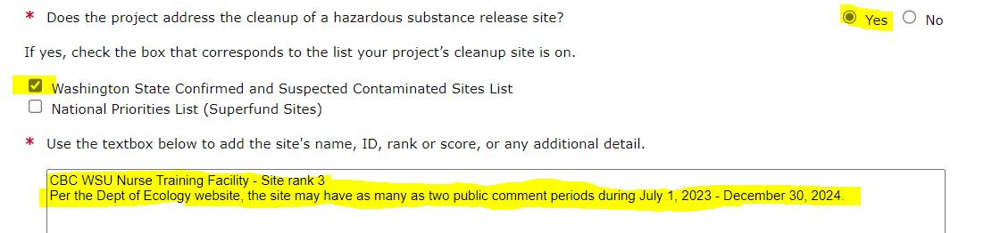 * Does the project address the cleanup of a hazardous substance release site? Yes No
If yes, check the box that corresponds to the list your project’s cleanup site is on.
Washington State Confirmed and Suspected Contaminated Sites List
National Priorities List (Superfund Sites)
* Use the textbox below to add the site's name, ID, rank or score, or any additional detail.
CBC WSU Nurse Training Facility - Site rank 3
Per the Dept of Ecology website, the site may have as many as two public comment periods during July 1, 2023 - December 30, 2024.